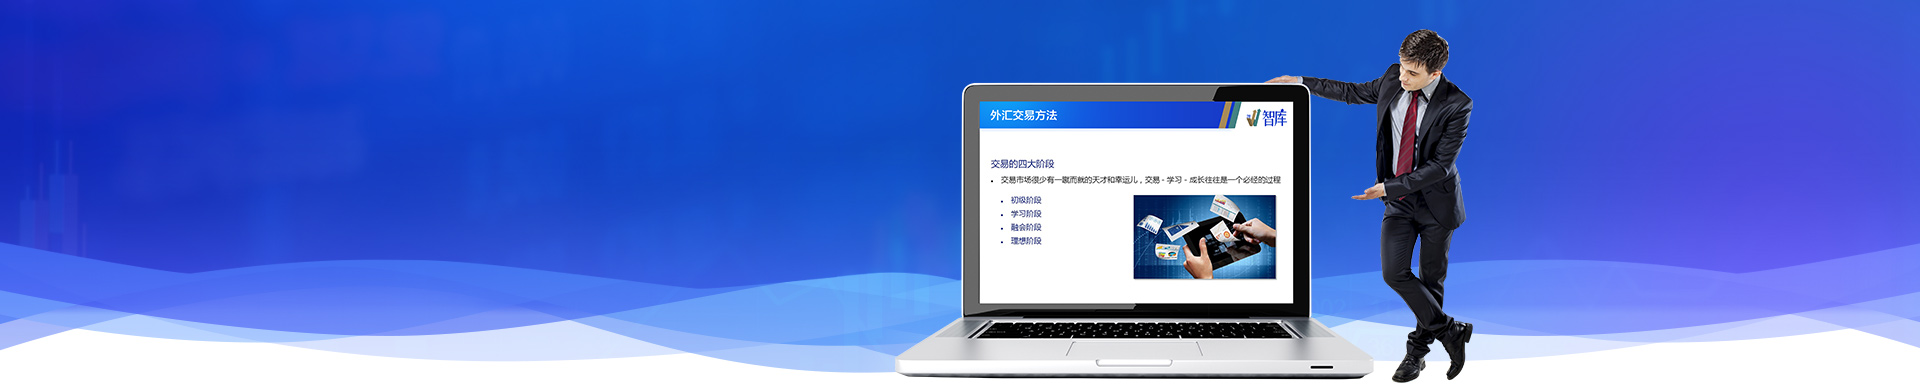 外汇交易方法
智库
交易的四大阶段
• 交易市场很少有一蹴而就的天才和幸运儿，交易 - 学习 - 成长往往是一个必经的过程
• 初级阶段
• 学习阶段
• 融会阶段
• 理想阶段